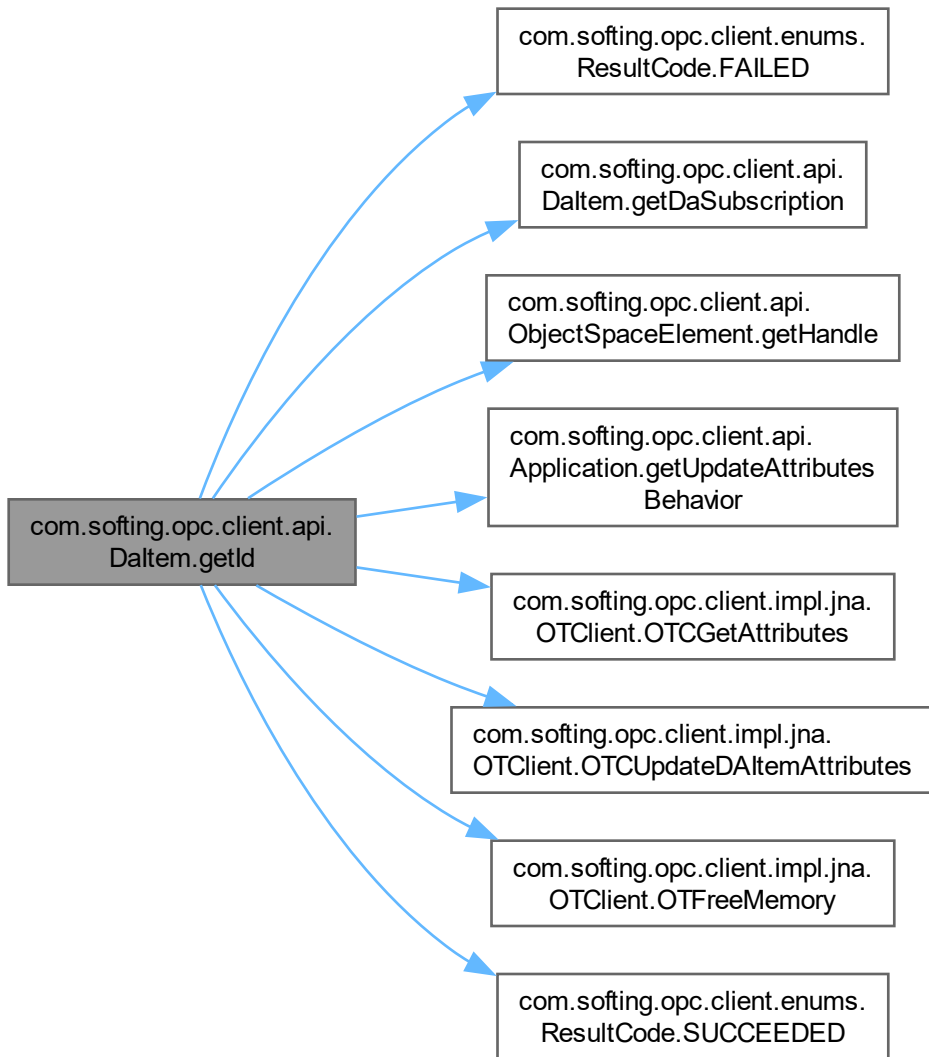 com.softing.opc.client.enums.
ResultCode.FAILED
com.softing.opc.client.api.
DaItem.getDaSubscription
com.softing.opc.client.api.
ObjectSpaceElement.getHandle
com.softing.opc.client.api.
Application.getUpdateAttributes
Behavior
com.softing.opc.client.api.
DaItem.getId
com.softing.opc.client.impl.jna.
OTClient.OTCGetAttributes
com.softing.opc.client.impl.jna.
OTClient.OTCUpdateDAItemAttributes
com.softing.opc.client.impl.jna.
OTClient.OTFreeMemory
com.softing.opc.client.enums.
ResultCode.SUCCEEDED